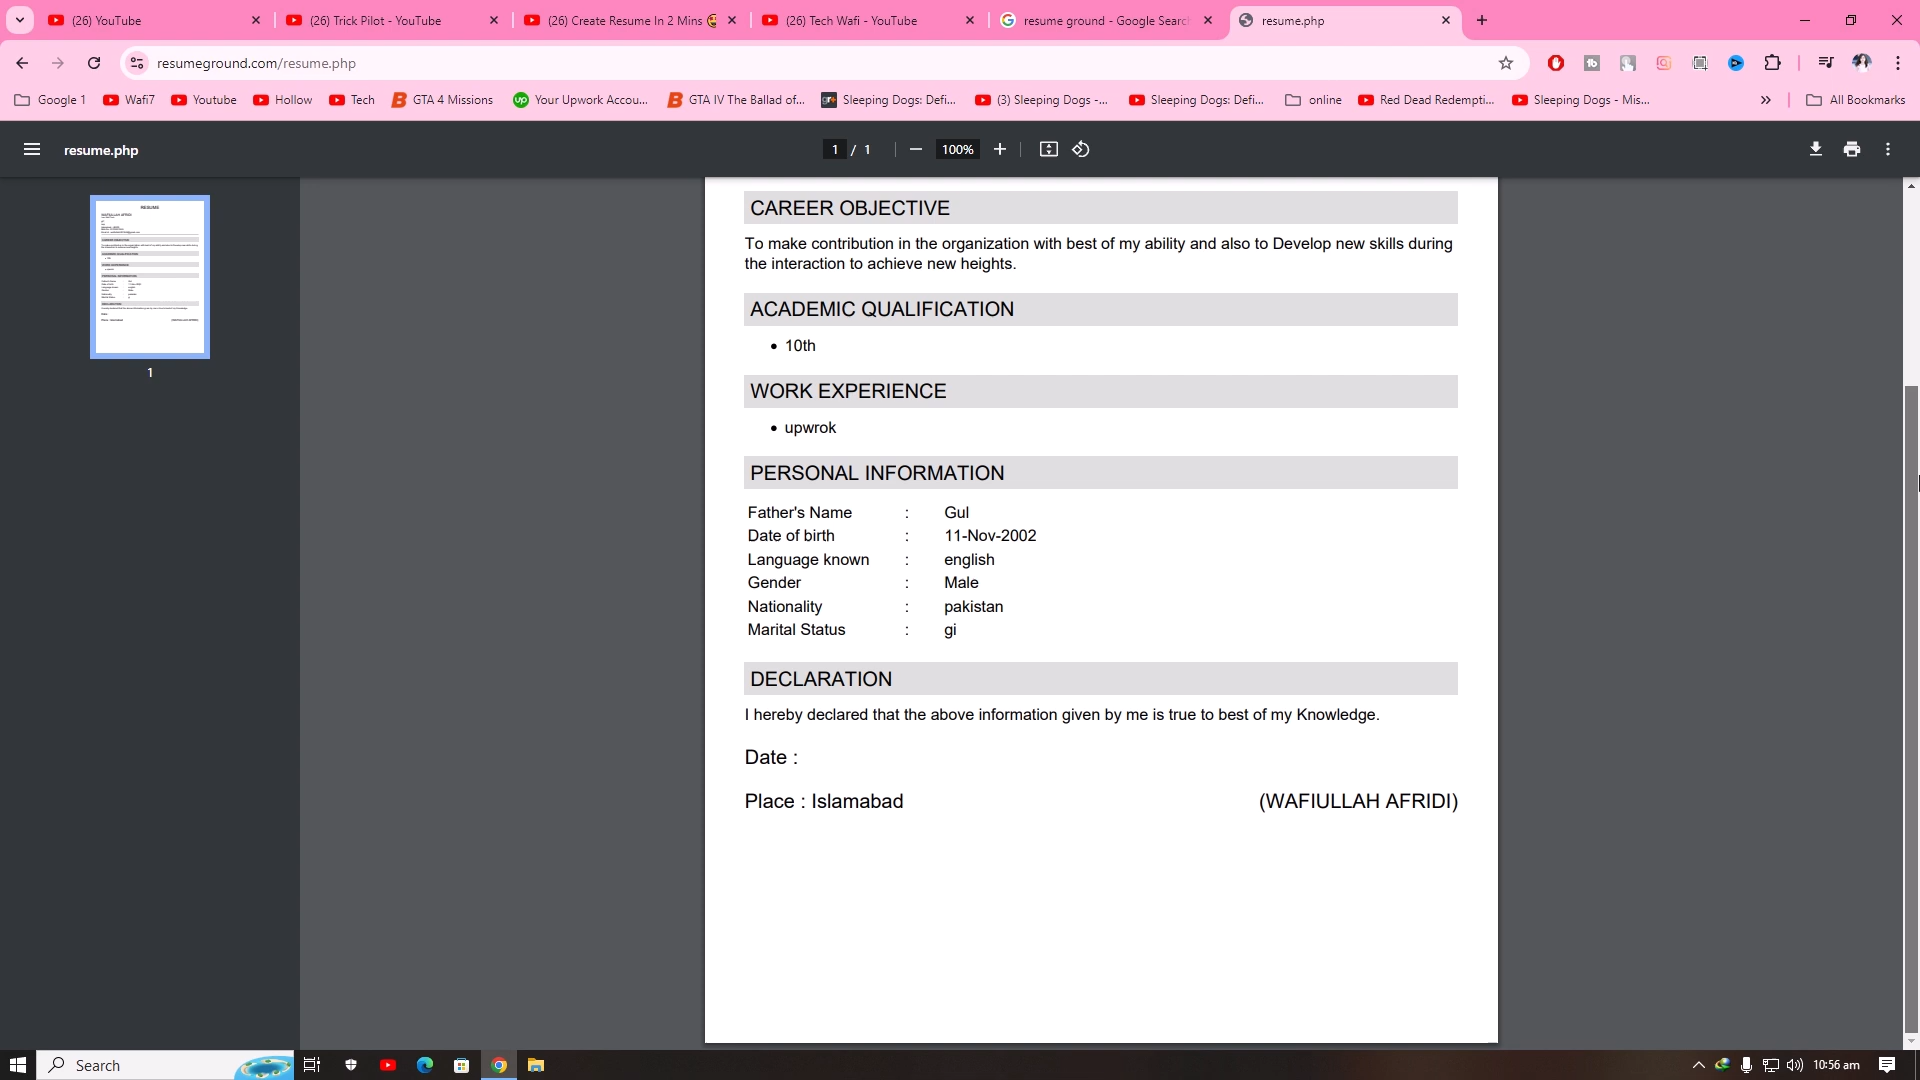 (26) YouTube
(26) Trick Pilot - YouTube
(26) Create Resume In 2 Mins
(26) Tech Wafi - YouTube
resume ground - Google Searc
resume.php
resumeground.com/resume.php
Google 1
Wafi7
Youtube
Hollow
Tech
GTA 4 Missions
Your Upwork Accou...
GTA IV The Ballad of...
Sleeping Dogs: Defi...
(3) Sleeping Dogs -...
Sleeping Dogs: Defi...
online
Red Dead Redempti...
Sleeping Dogs - Mis...
All Bookmarks
resume.php
1 / 1
100%
1
CAREER OBJECTIVE
To make contribution in the organization with best of my ability and also to Develop new skills during
the interaction to achieve new heights.
ACADEMIC QUALIFICATION
• 10th
WORK EXPERIENCE
• upwrok
PERSONAL INFORMATION
Father's Name : Gul
Date of birth : 11-Nov-2002
Language known : english
Gender : Male
Nationality : pakistan
Marital Status : gi
DECLARATION
I hereby declared that the above information given by me is true to best of my Knowledge.
Date :
Place : Islamabad (WAFIULLAH AFRIDI)
Search
10:56 am